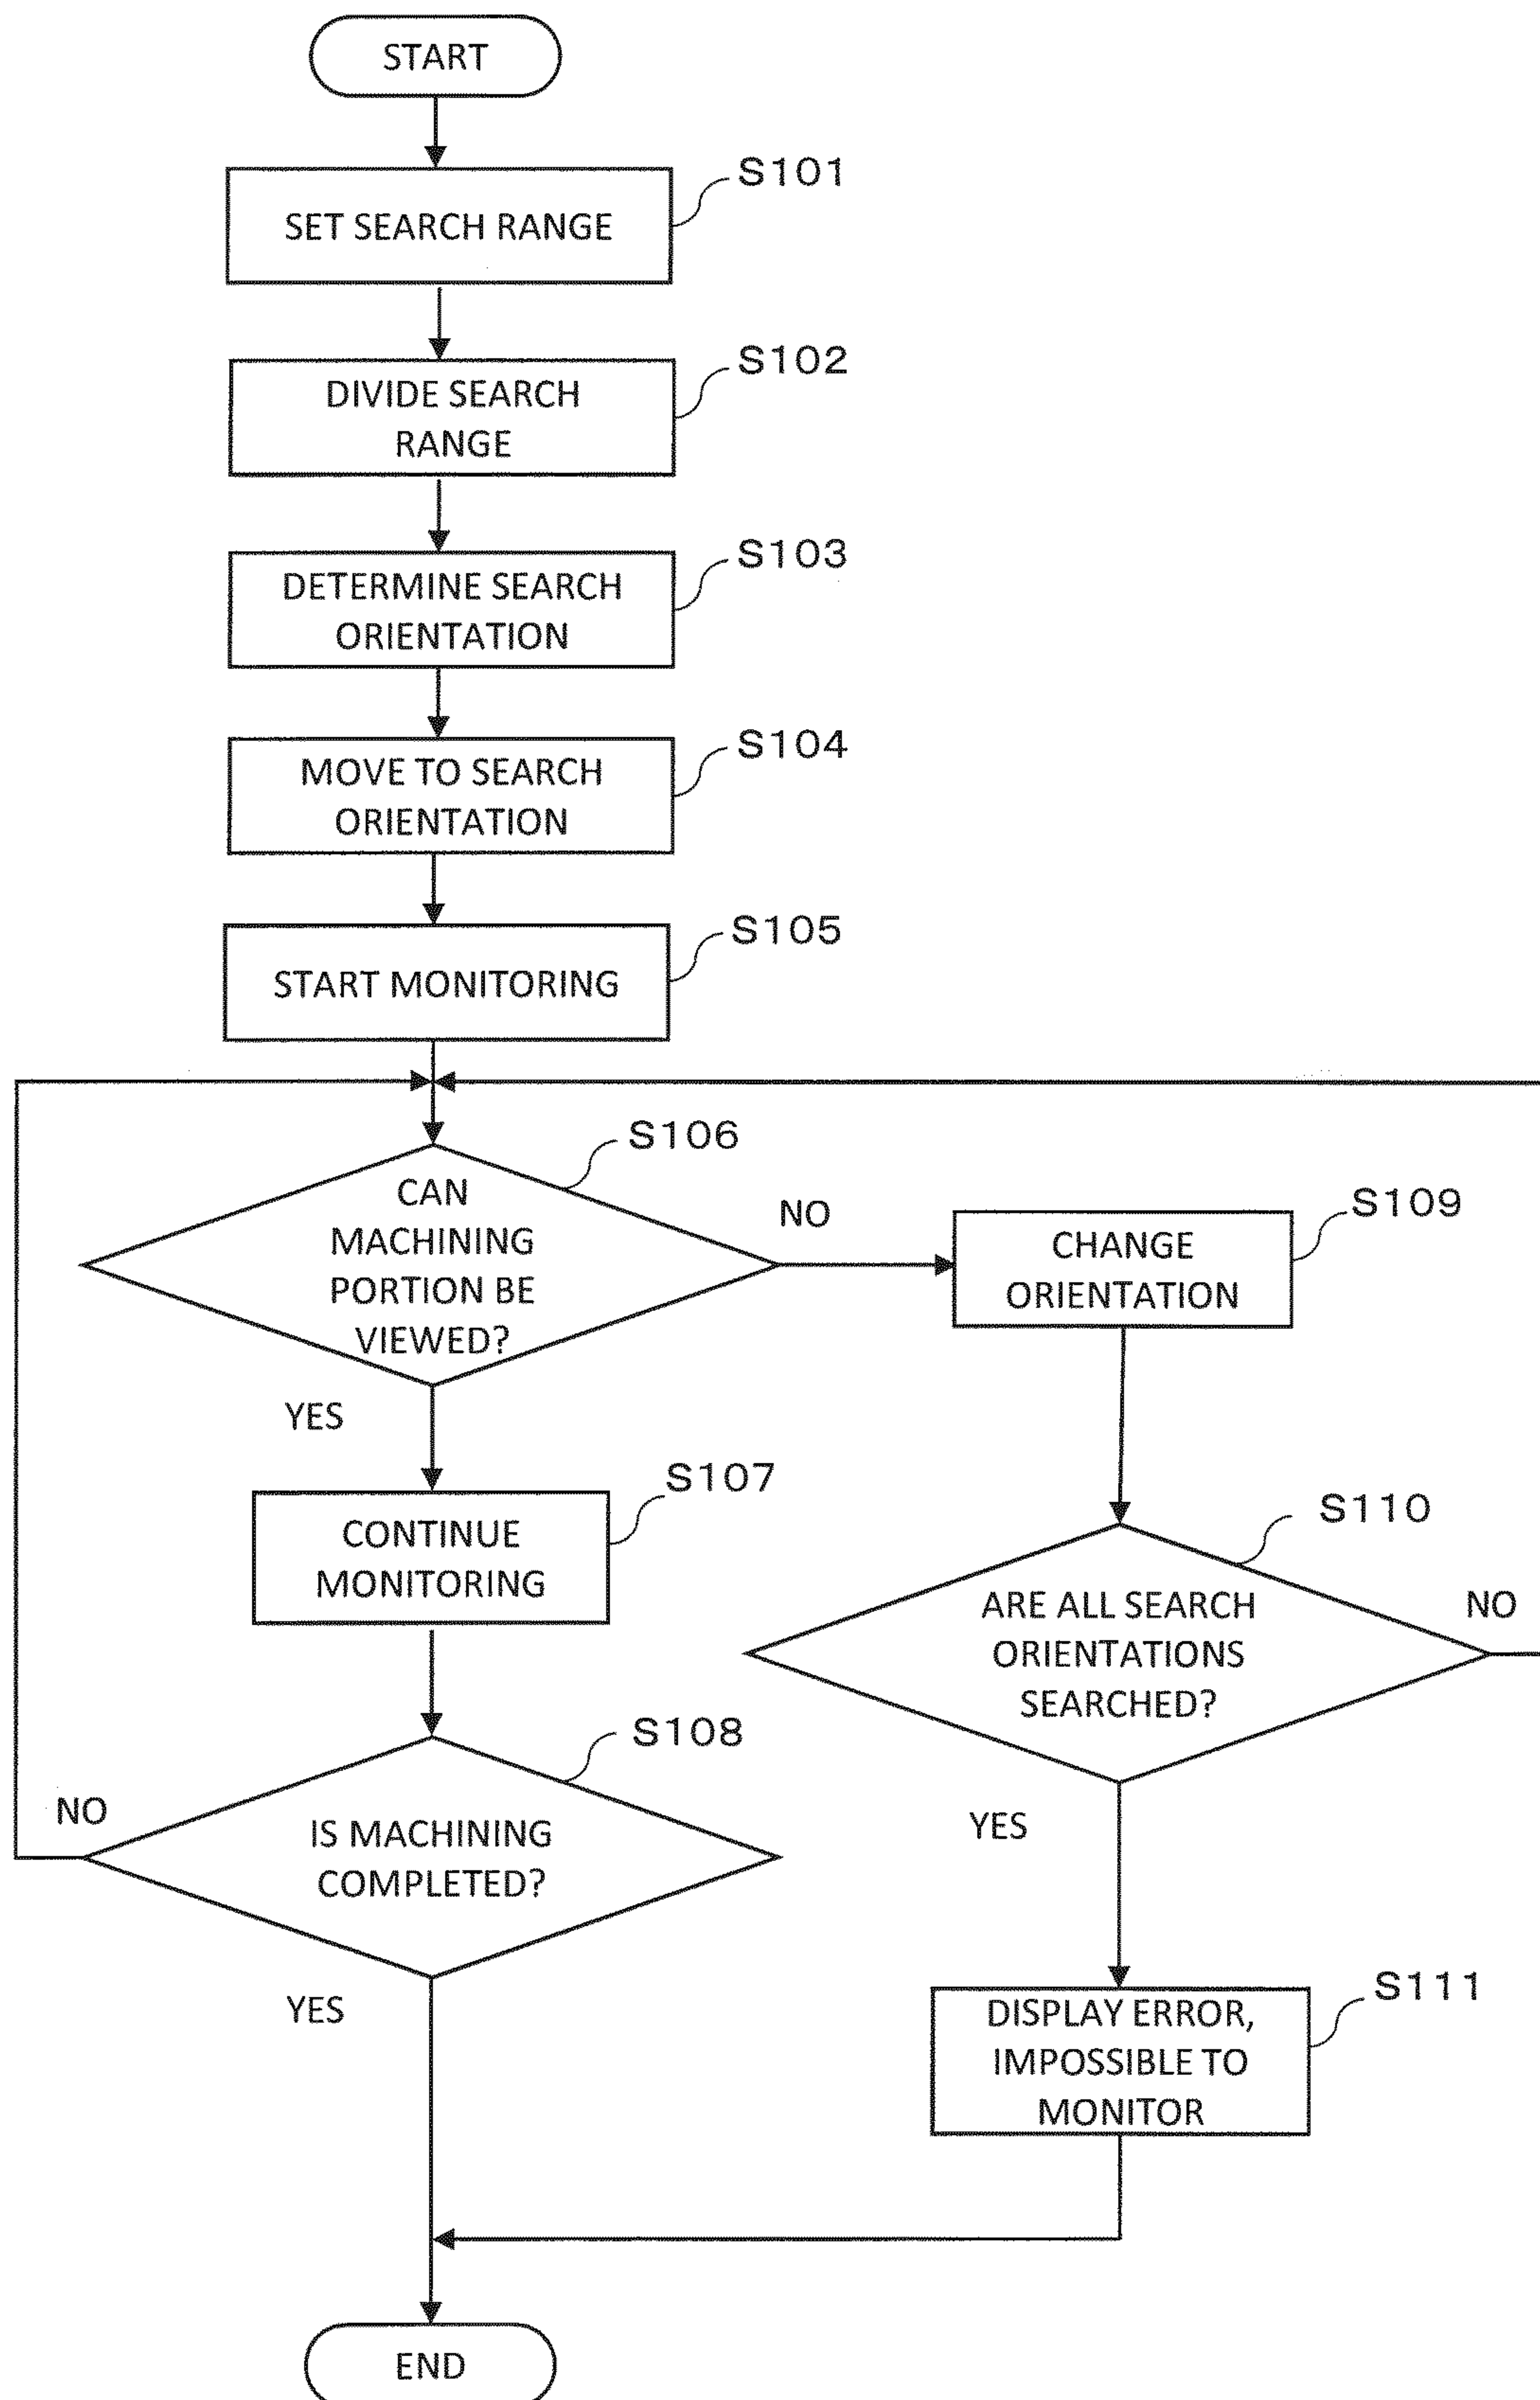 START
S101
SET SEARCH RANGE
S102
DIVIDE SEARCH
RANGE
S103
DETERMINE SEARCH
ORIENTATION
S104
MOVE TO SEARCH
ORIENTATION
S105
START MONITORING
S106
CAN
MACHINING
PORTION BE
VIEWED?
NO
YES
S109
CHANGE
ORIENTATION
S107
CONTINUE
MONITORING
S110
ARE ALL SEARCH
ORIENTATIONS
SEARCHED?
NO
YES
S108
IS MACHINING
COMPLETED?
NO
YES
S111
DISPLAY ERROR,
IMPOSSIBLE TO
MONITOR
END